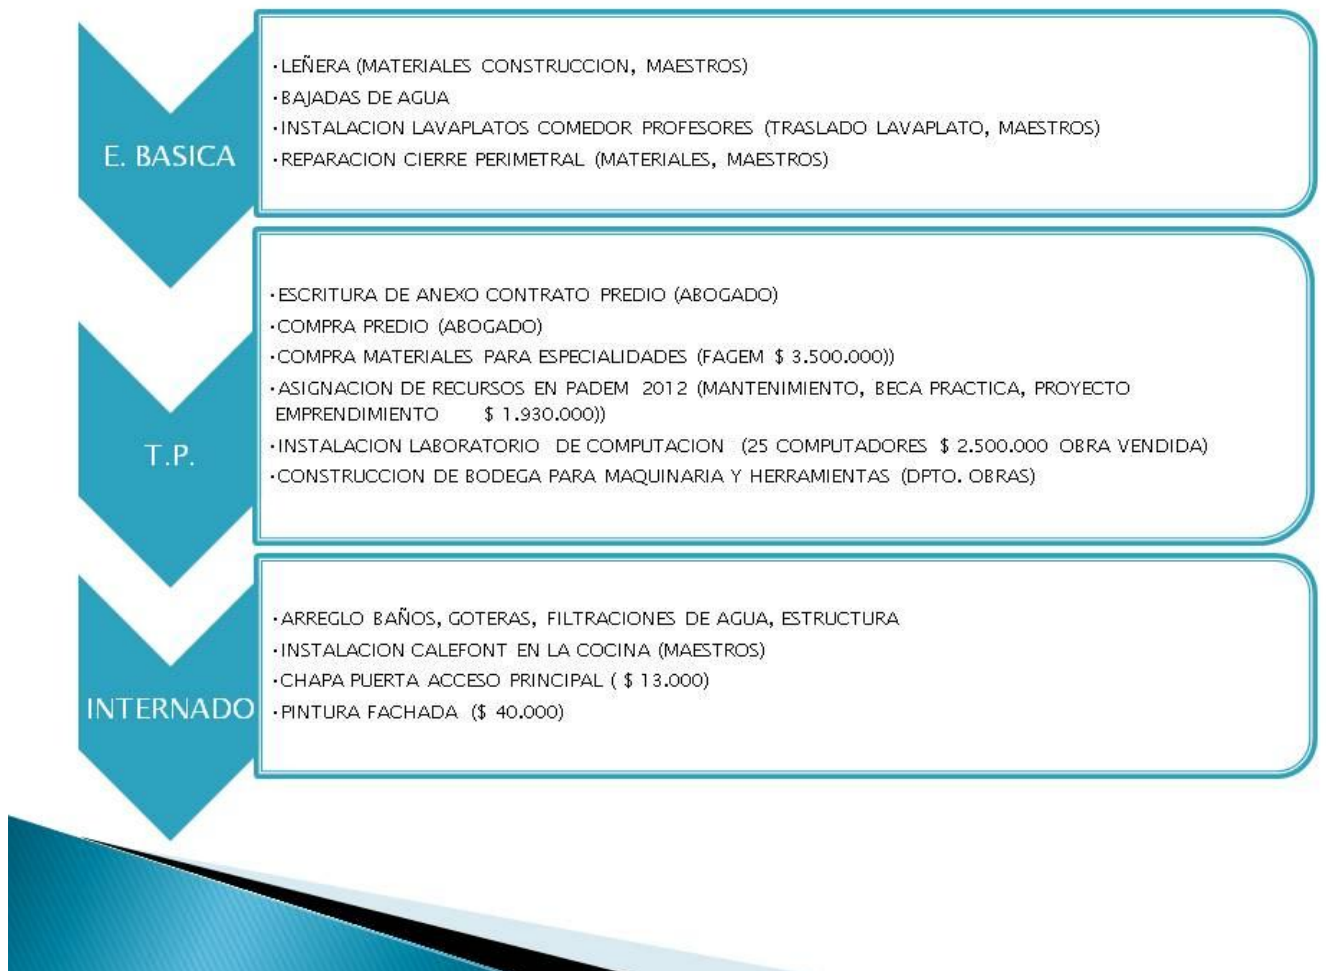 E. BASICA
·LEÑERA (MATERIALES CONSTRUCCION, MAESTROS)
·BAJADAS DE AGUA
·INSTALACION LAVAPLATOS COMEDOR PROFESORES (TRASLADO LAVAPLATO, MAESTROS)
·REPARACION CIERRE PERIMETRAL (MATERIALES, MAESTROS)
T.P.
·ESCRITURA DE ANEXO CONTRATO PREDIO (ABOGADO)
·COMPRA PREDIO (ABOGADO)
·COMPRA MATERIALES PARA ESPECIALIDADES (FAGEM $ 3.500.000))
·ASIGNACION DE RECURSOS EN PADEM 2012 (MANTENIMIENTO, BECA PRACTICA, PROYECTO
EMPRENDIMIENTO $ 1.930.000))
·INSTALACION LABORATORIO DE COMPUTACION (25 COMPUTADORES $ 2.500.000 OBRA VENDIDA)
·CONSTRUCCION DE BODEGA PARA MAQUINARIA Y HERRAMIENTAS (DPTO. OBRAS)
INTERNADO
·ARREGLO BAÑOS, GOTERAS, FILTRACIONES DE AGUA, ESTRUCTURA
·INSTALACION CALEFONT EN LA COCINA (MAESTROS)
·CHAPA PUERTA ACCESO PRINCIPAL ( $ 13.000)
·PINTURA FACHADA ($ 40.000)